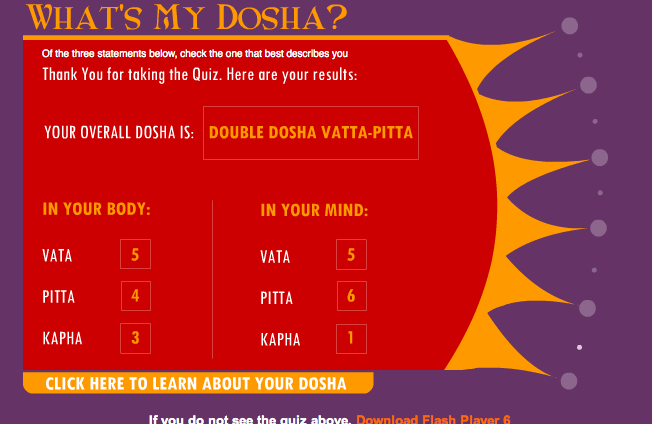 What's My Dosha?
Of the three statements below, check the one that best describes you
Thank You for taking the Quiz. Here are your results:
YOUR OVERALL DOSHA IS: DOUBLE DOSHA VATTA-PITTA
IN YOUR BODY: IN YOUR MIND:
VATA 5 VATA 5
PITTA 4 PITTA 6
KAPHA 3 KAPHA 1
CLICK HERE TO LEARN ABOUT YOUR DOSHA
If you do not see the quiz above, Download Flash Player 6